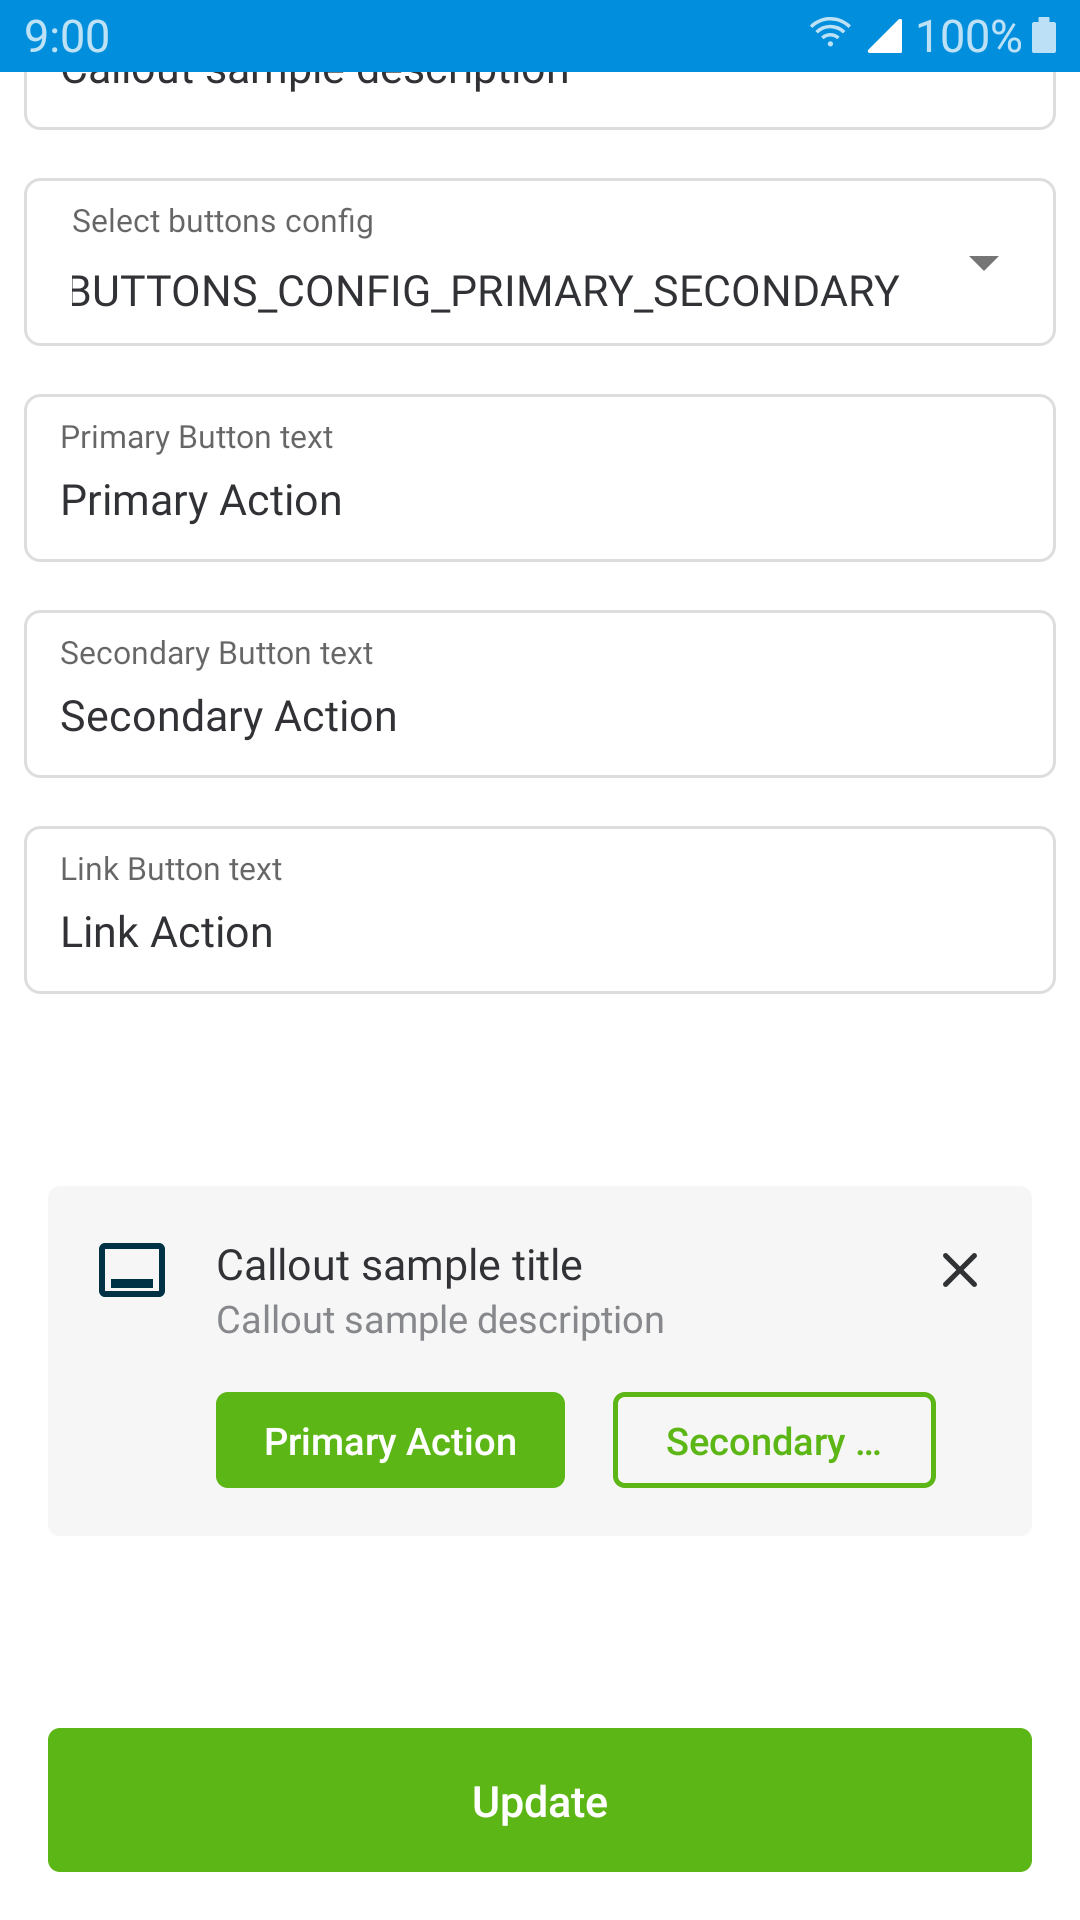 9:00
100%
Callout sample description
Select buttons config
BUTTONS_CONFIG_PRIMARY_SECONDARY
Primary Button text
Primary Action
Secondary Button text
Secondary Action
Link Button text
Link Action
Callout sample title
Callout sample description
Primary Action
Secondary ...
Update